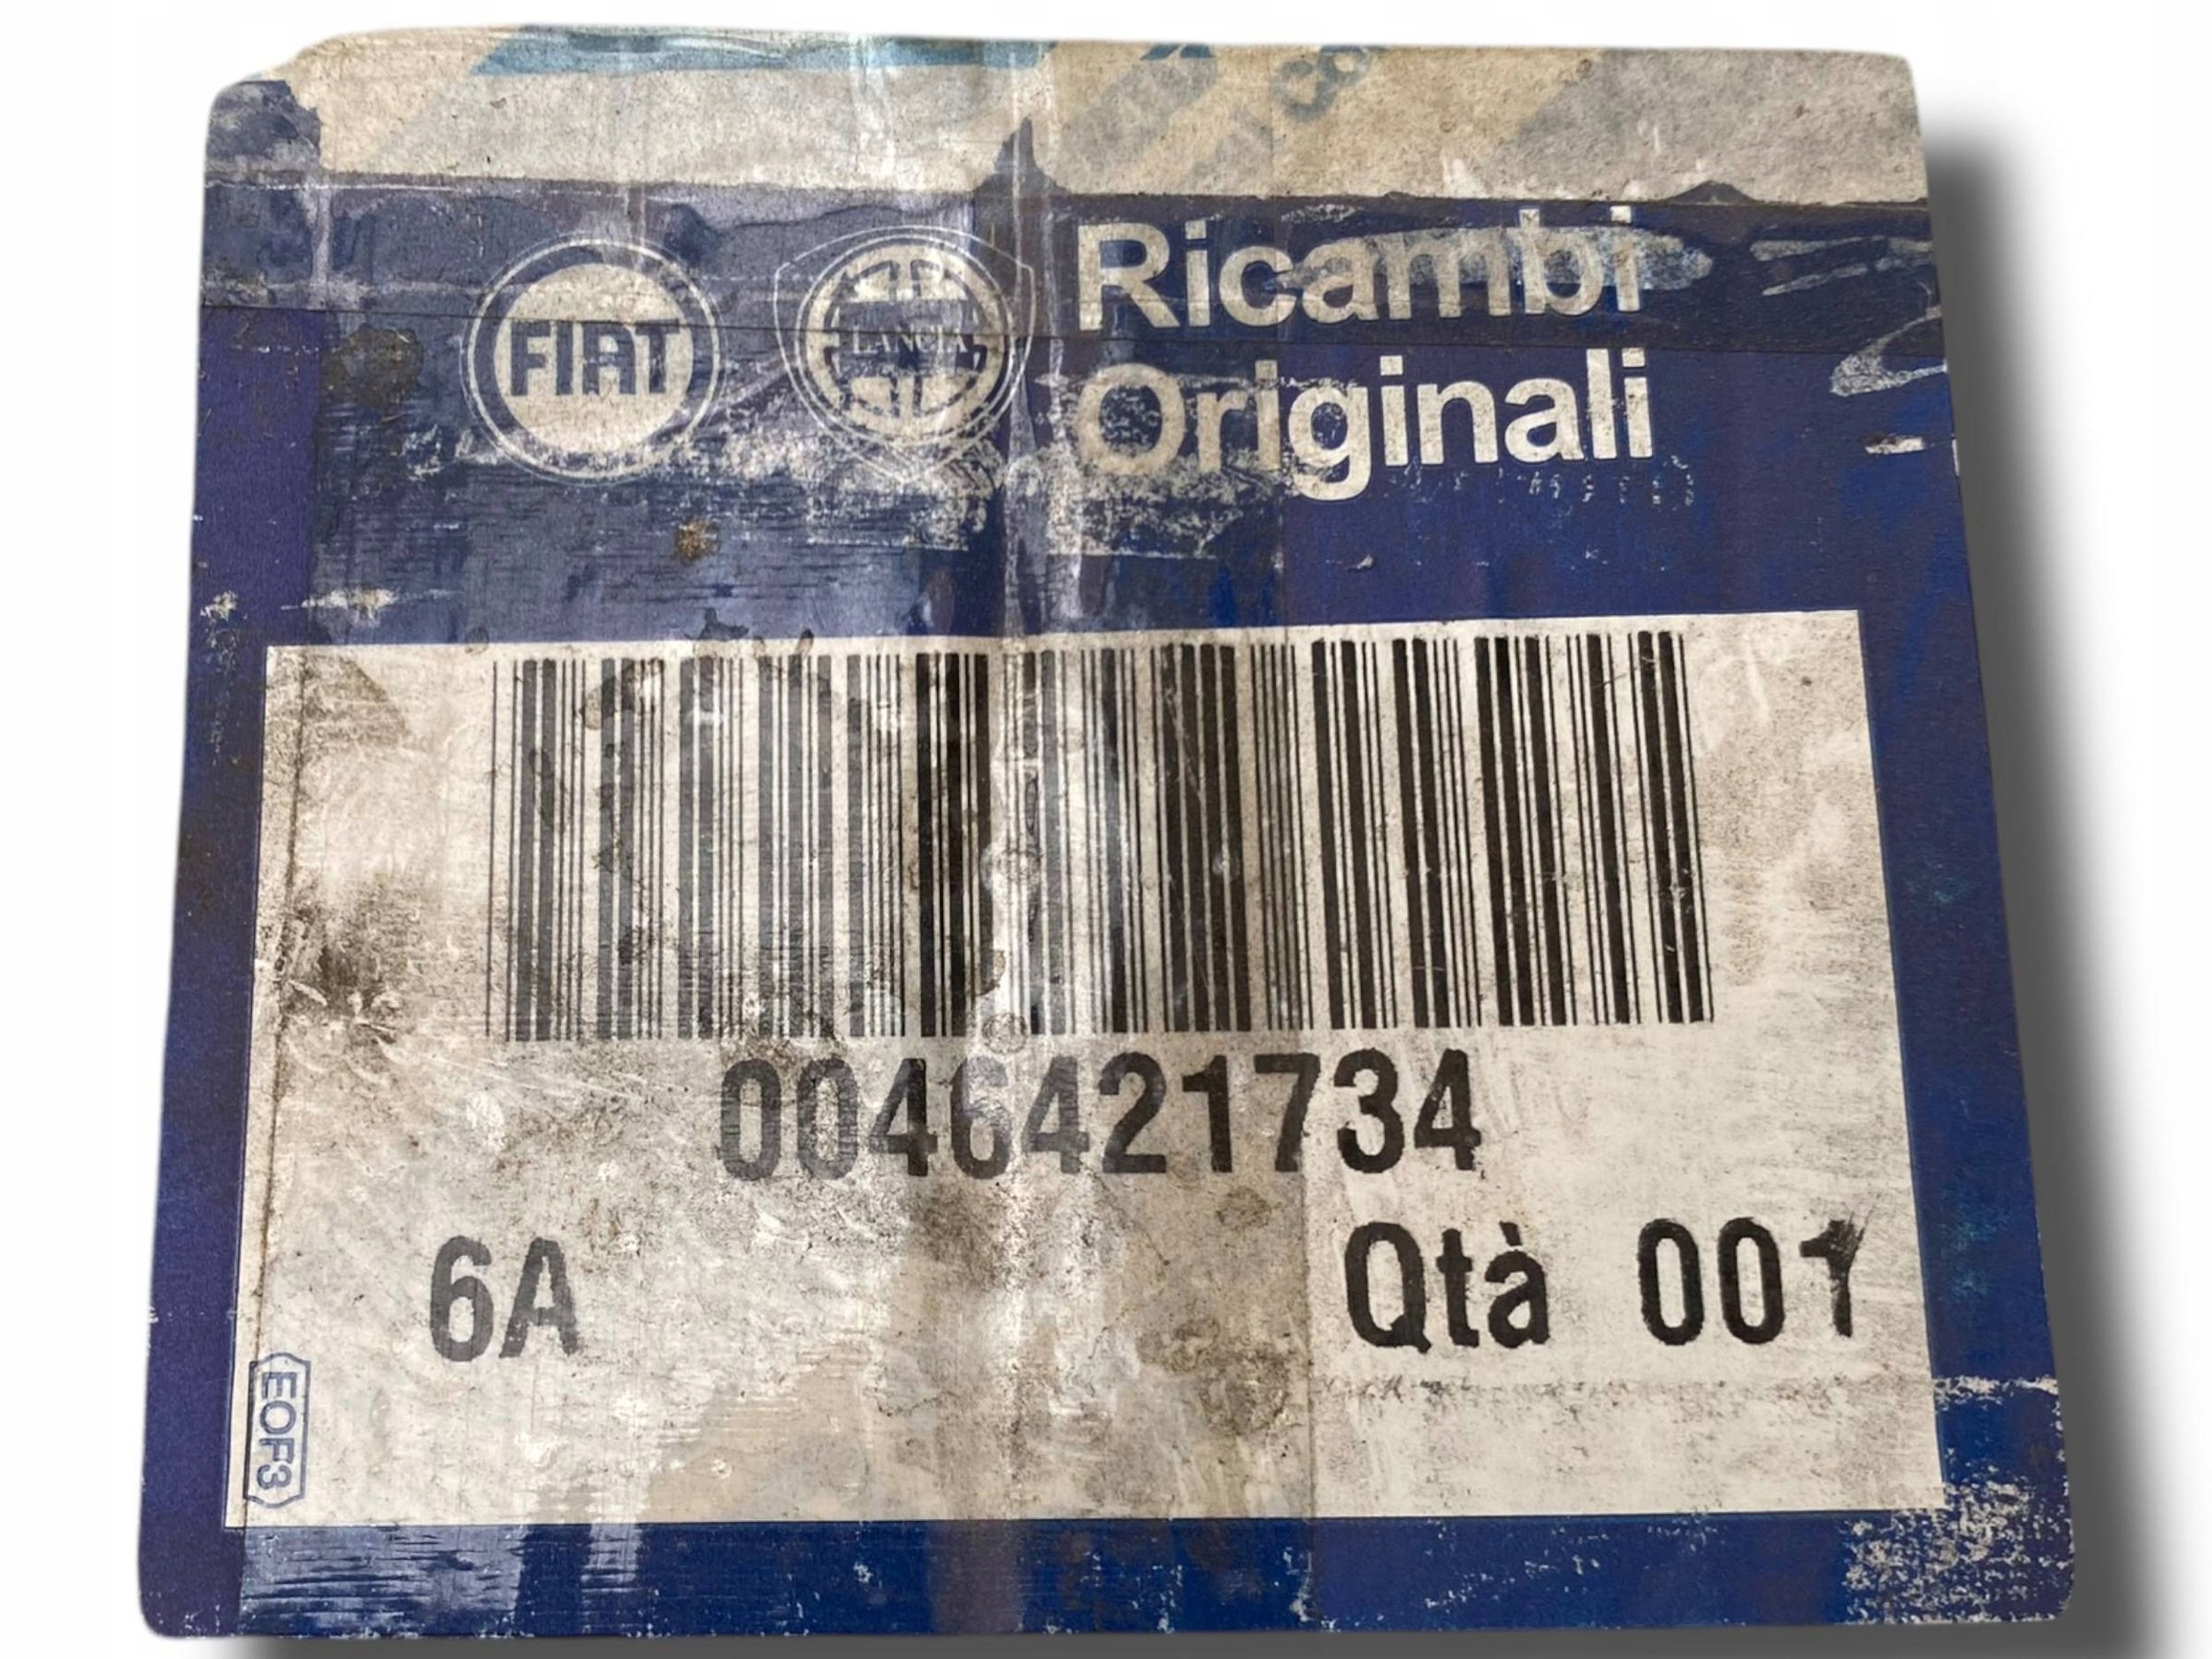 FIAT
LANCIA
Ricambi
Originali
0046421734
6A
Qtà 001
EOF3